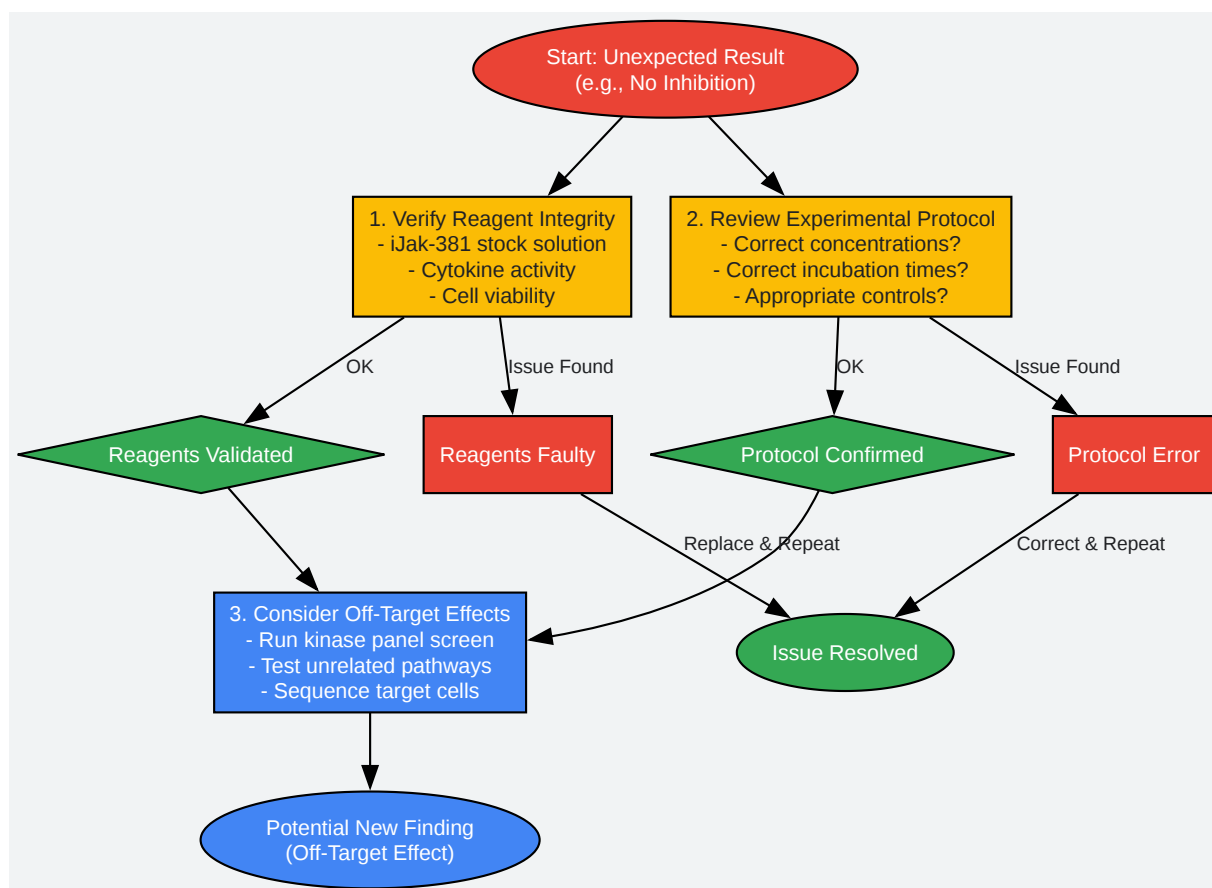 Start: Unexpected Result
(e.g., No Inhibition)
1. Verify Reagent Integrity
- iJak-381 stock solution
- Cytokine activity
- Cell viability
2. Review Experimental Protocol
- Correct concentrations?
- Correct incubation times?
- Appropriate controls?
OK
Issue Found
OK
Issue Found
Reagents Validated
Reagents Faulty
Protocol Confirmed
Protocol Error
Replace & Repeat
Correct & Repeat
3. Consider Off-Target Effects
- Run kinase panel screen
- Test unrelated pathways
- Sequence target cells
Issue Resolved
Potential New Finding
(Off-Target Effect)